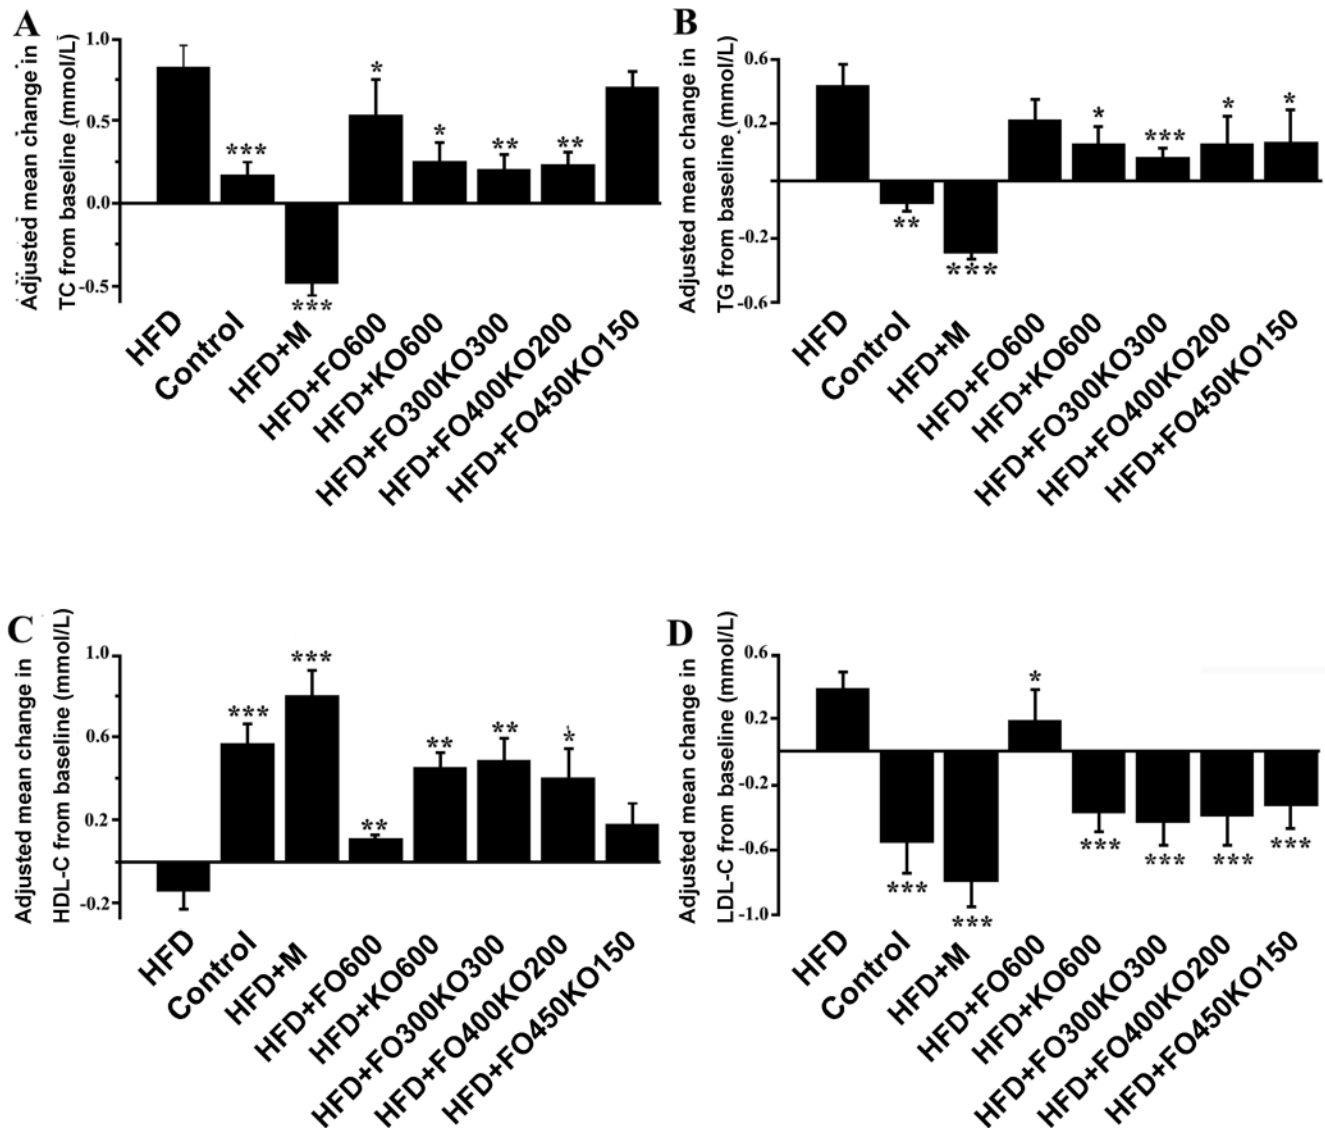 A
Adjusted mean change in
TC from baseline (mmol/L)
1.0
0.5
0.0
-0.5
***
***
*
*
**
**
HFD
Control
HFD+M
HFD+FO600
HFD+KO600
HFD+FO300KO300
HFD+FO400KO200
HFD+FO450KO150
B
Adjusted mean change in
TG from baseline (mmol/L)
0.6
0.2
-0.2
-0.6
**
***
*
***
*
*
HFD
Control
HFD+M
HFD+FO600
HFD+KO600
HFD+FO300KO300
HFD+FO400KO200
HFD+FO450KO150
C
Adjusted mean change in
HDL-C from baseline (mmol/L)
1.0
0.6
0.2
-0.2
***
***
**
**
**
*
HFD
Control
HFD+M
HFD+FO600
HFD+KO600
HFD+FO300KO300
HFD+FO400KO200
HFD+FO450KO150
D
Adjusted mean change in
LDL-C from baseline (mmol/L)
0.6
0.2
-0.2
-0.6
-1.0
***
***
*
***
***
***
***
HFD
Control
HFD+M
HFD+FO600
HFD+KO600
HFD+FO300KO300
HFD+FO400KO200
HFD+FO450KO150